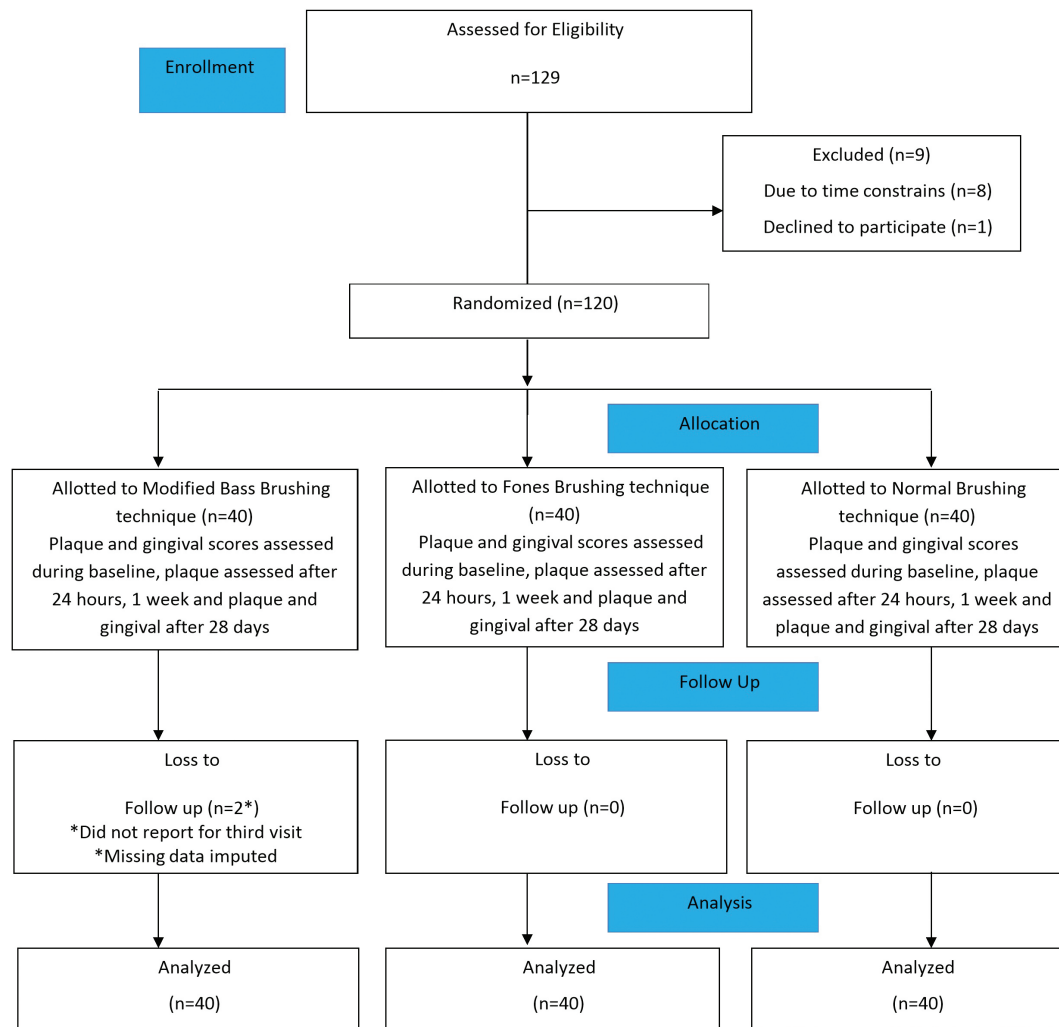 Assessed for Eligibility
n=129
Enrollment
Excluded (n=9)
Due to time constrains (n=8)
Declined to participate (n=1)
Randomized (n=120)
Allocation
Allotted to Modified Bass Brushing
technique (n=40)
Plaque and gingival scores assessed
during baseline, plaque assessed after
24 hours, 1 week and plaque and
gingival after 28 days
Allotted to Fones Brushing technique
(n=40)
Plaque and gingival scores assessed
during baseline, plaque assessed after
24 hours, 1 week and plaque and
gingival after 28 days
Allotted to Normal Brushing
technique (n=40)
Plaque and gingival scores
assessed during baseline, plaque
assessed after 24 hours, 1 week and
plaque and gingival after 28 days
Follow Up
Loss to
Follow up (n=2*)
*Did not report for third visit
*Missing data imputed
Loss to
Follow up (n=0)
Loss to
Follow up (n=0)
Analysis
Analyzed
(n=40)
Analyzed
(n=40)
Analyzed
(n=40)